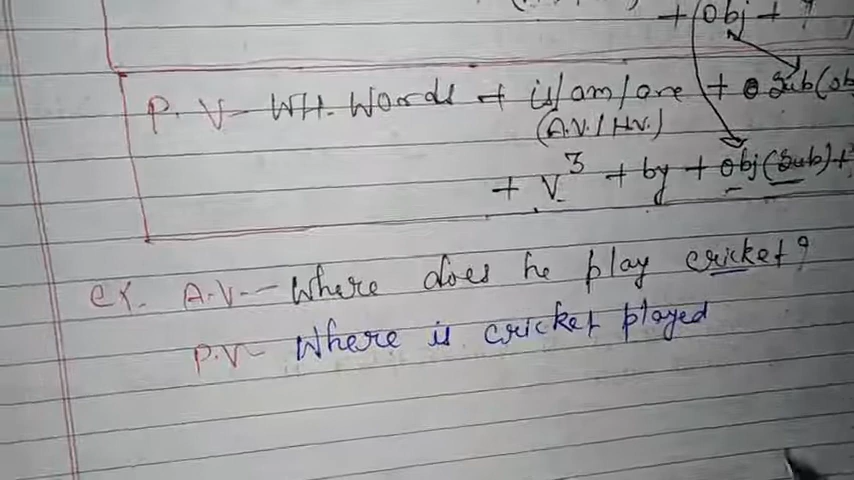 + Obj + ?
P. V- WH. Words + is/am/are + Sub(ob
(A.V./H.V.)
+ V3 + by + obj(Sub)+
ex. A.V-- Where does he play cricket?
P.V- Where is cricket played